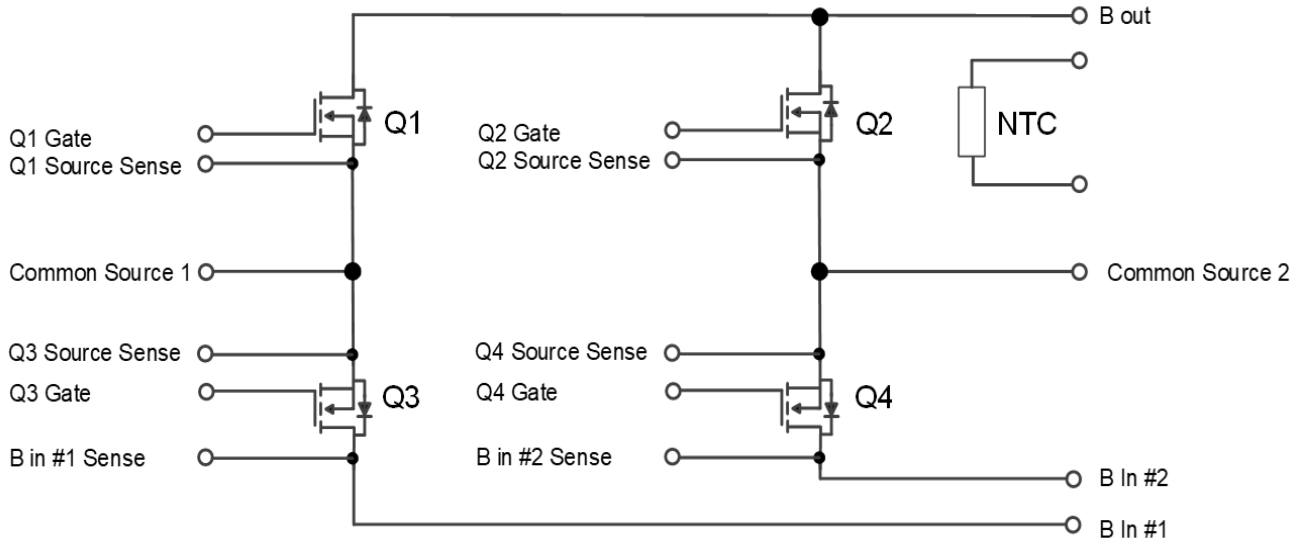 B out
Q1
Q2
NTC
Q1 Gate
Q1 Source Sense
Q2 Gate
Q2 Source Sense
Common Source 1
Common Source 2
Q3 Source Sense
Q3 Gate
Q3
Q4 Source Sense
Q4 Gate
Q4
B in #1 Sense
B in #2 Sense
B In #2
B In #1